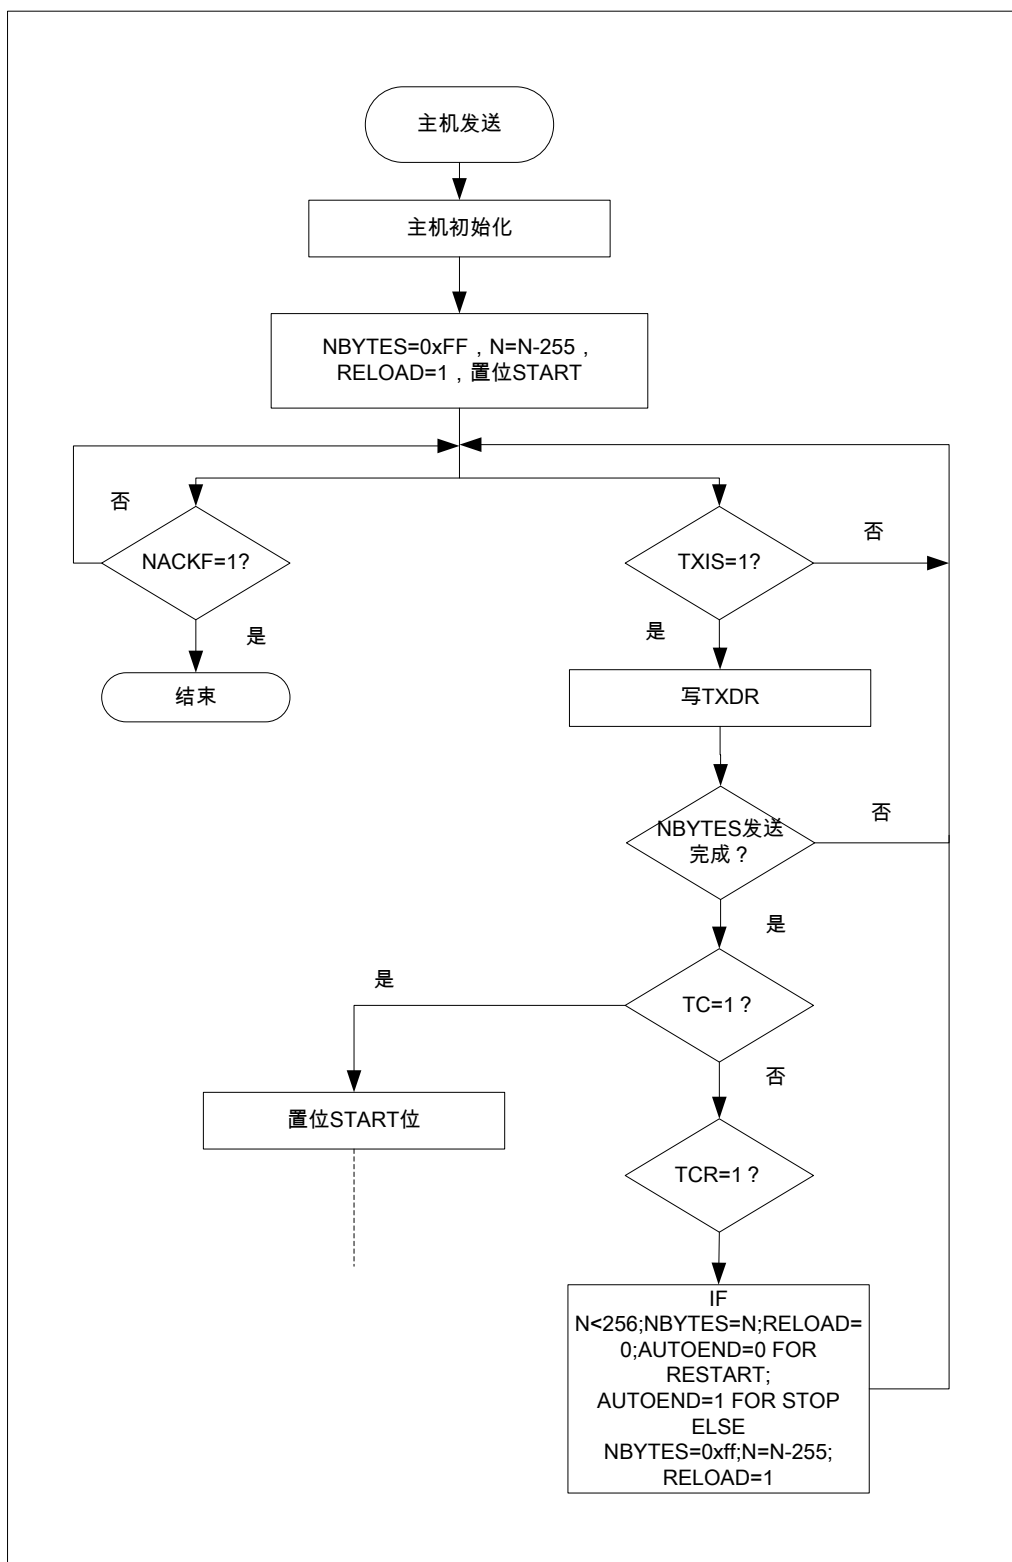 主机发送
主机初始化
NBYTES=0xFF，N=N-255，
RELOAD=1，置位START
否
NACKF=1?
是
结束
TXIS=1?
否
是
写TXDR
NBYTES发送
完成？
否
是
TC=1？
是
否
置位START位
TCR=1？
IF
N<256;NBYTES=N;RELOAD=
0;AUTOEND=0 FOR
RESTART;
AUTOEND=1 FOR STOP
ELSE
NBYTES=0xff;N=N-255;
RELOAD=1